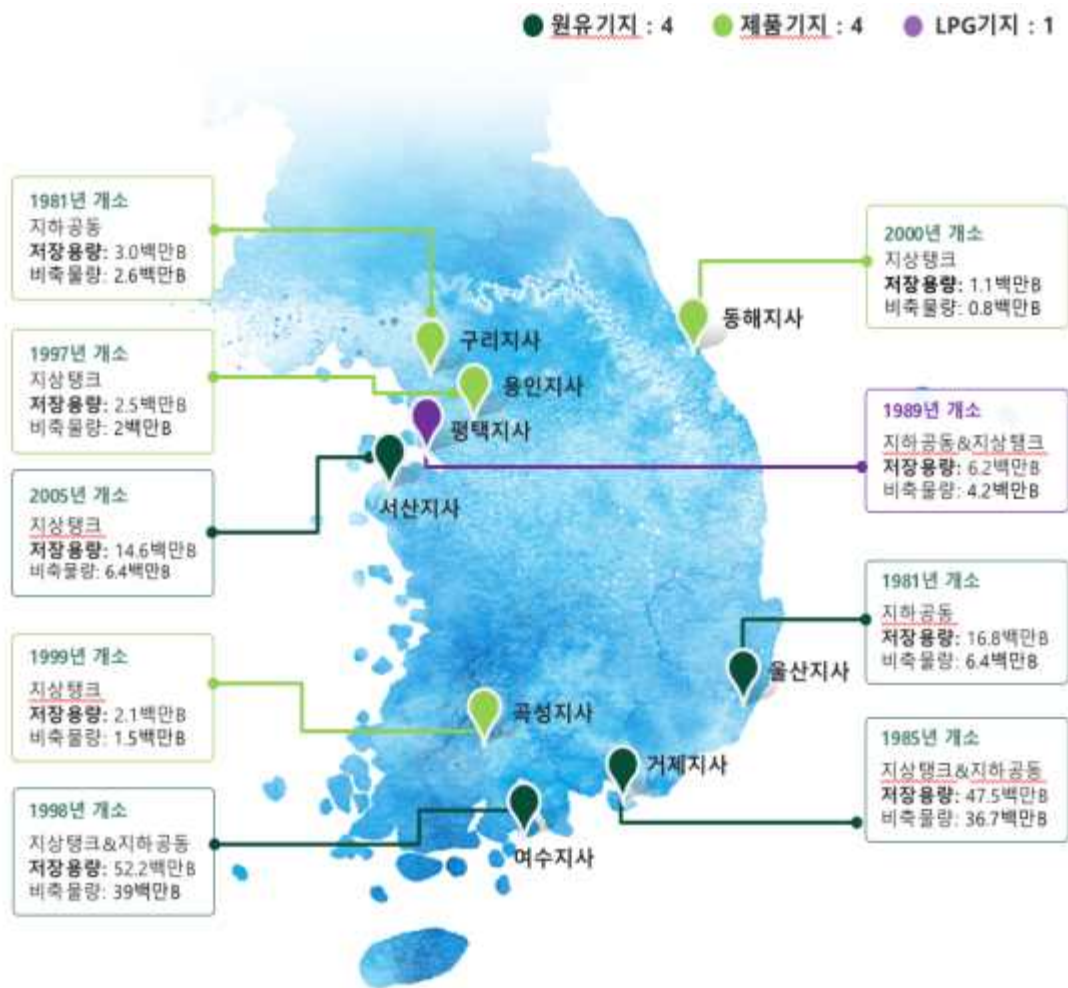 원유기지 : 4 제품기지 : 4 LPG기지 : 1
1981년 개소
지하공동
저장용량: 3.0백만B
비축물량: 2.6백만B
1997년 개소
지상탱크
저장용량: 2.5백만B
비축물량: 2백만B
2005년 개소
지상탱크
저장용량: 14.6백만B
비축물량: 6.4백만B
1999년 개소
지상탱크
저장용량: 2.1백만B
비축물량: 1.5백만B
1998년 개소
지상탱크&지하공동
저장용량: 52.2백만B
비축물량: 39백만B
구리지사
용인지사
평택지사
서산지사
동해지사
울산지사
곡성지사
거제지사
여수지사
2000년 개소
지상탱크
저장용량: 1.1백만B
비축물량: 0.8백만B
1989년 개소
지하공동&지상탱크
저장용량: 6.2백만B
비축물량: 4.2백만B
1981년 개소
지하공동
저장용량: 16.8백만B
비축물량: 6.4백만B
1985년 개소
지상탱크&지하공동
저장용량: 47.5백만B
비축물량: 36.7백만B